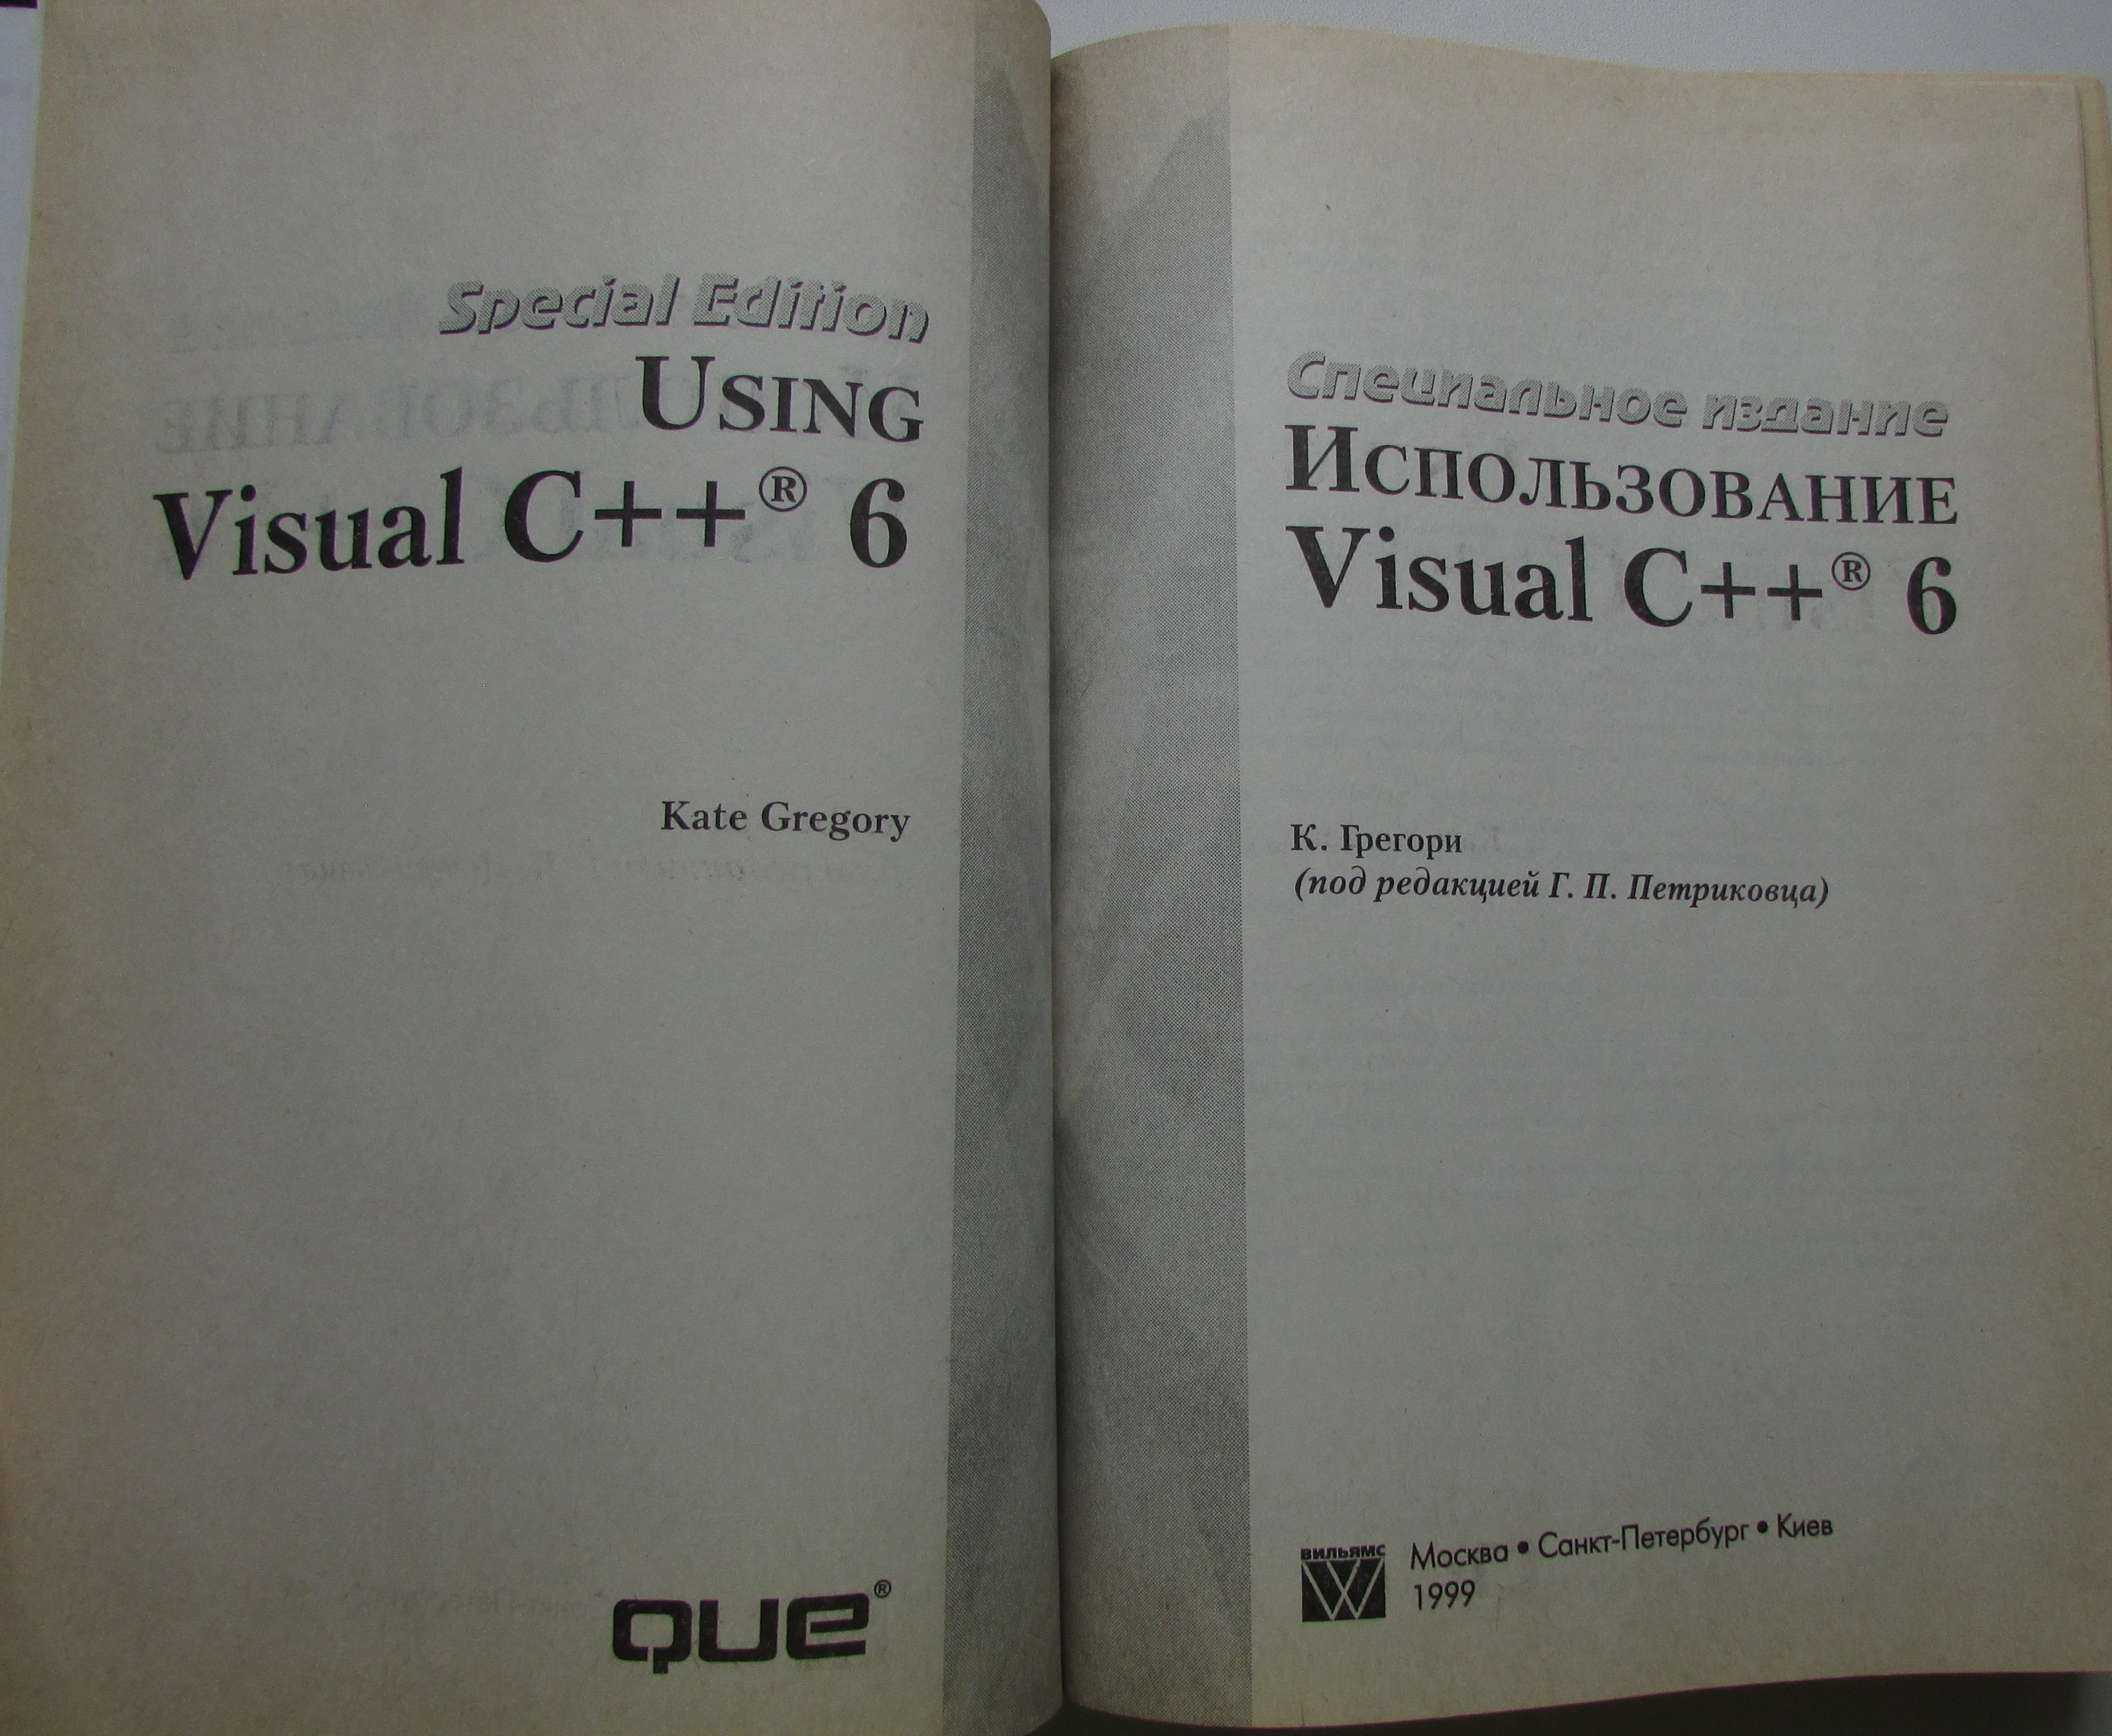 Special Edition
USING
Visual C++® 6
Kate Gregory
que®
Специальное издание
ИСПОЛЬЗОВАНИЕ
Visual C++® 6
К. Грегори
(под редакцией Г. П. Петриковца)
ВИЛЬЯМС
Москва • Санкт-Петербург • Киев
1999